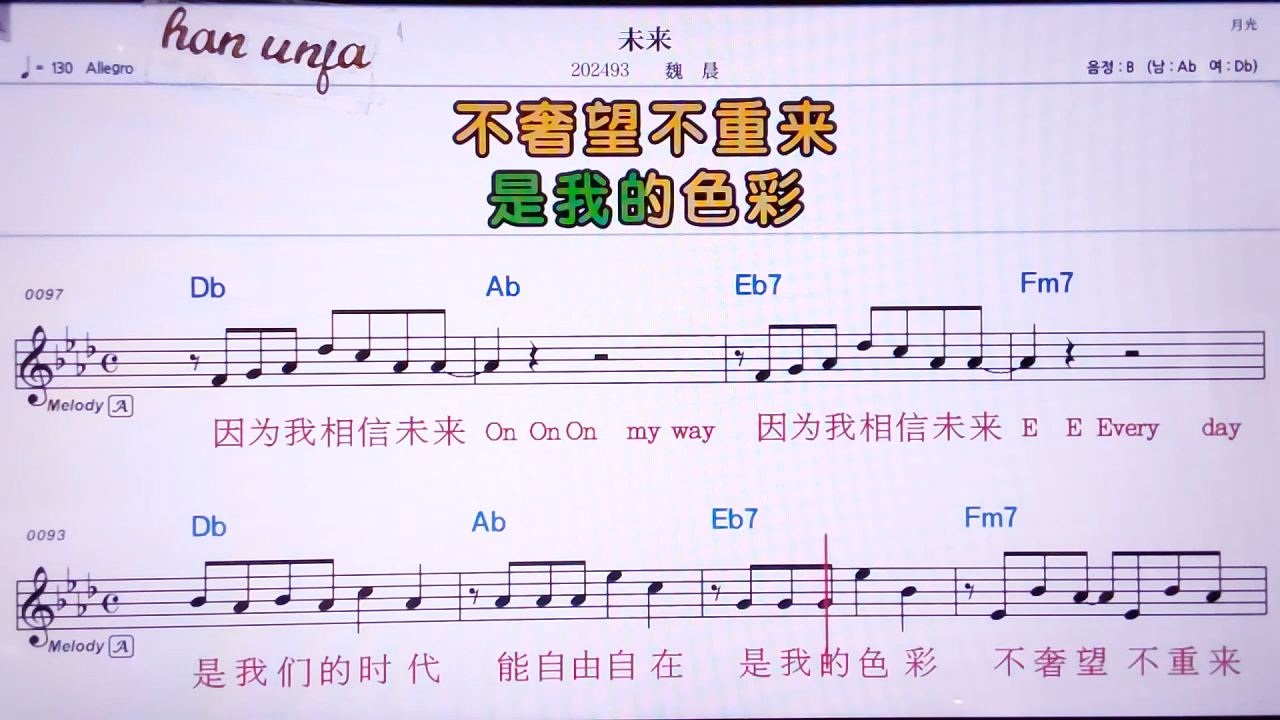 han unfa
未来
月光
♩= 130 Allegro
202493 魏 晨
음정 : B (남 : Ab 여 : Db)
不奢望不重来
是我的色彩
0097
Db Ab Eb7 Fm7
Melody A
因为我相信未来 On On On my way 因为我相信未来 E E Every day
0093
Db Ab Eb7 Fm7
Melody A
是我们的时代 能自由自在 是我的色彩 不奢望 不重来